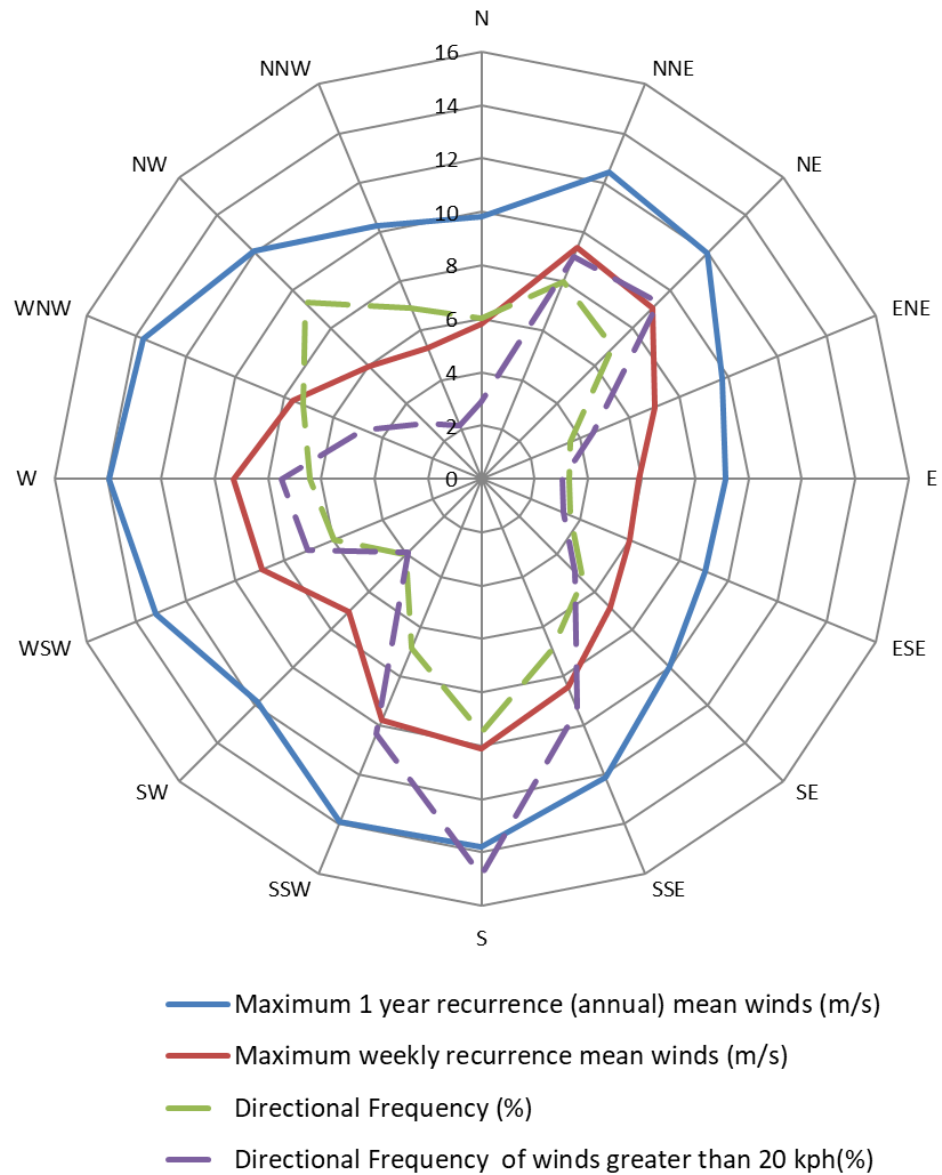 N
NNW
16
NNE
14
NW
12
NE
10
8
WNW
6
ENE
4
2
W
0
E
WSW
ESE
SW
SE
SSW
SSE
S
Maximum 1 year recurrence (annual) mean winds (m/s)
Maximum weekly recurrence mean winds (m/s)
Directional Frequency (%)
Directional Frequency of winds greater than 20 kph(%)